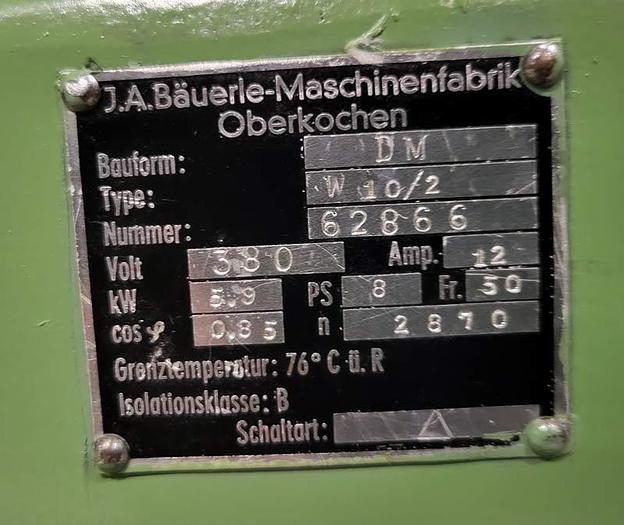 J.A.Bäuerle-Maschinenfabrik
Oberkochen
Bauform: DM
Type: W 10/2
Nummer: 62866
Volt 380 Amp. 12
kW 5.9 PS 8 Fr. 50
cos φ 0.85 n 2870
Grenztemperatur: 76° C ü. R
Isolationsklasse: B
Schaltart: △